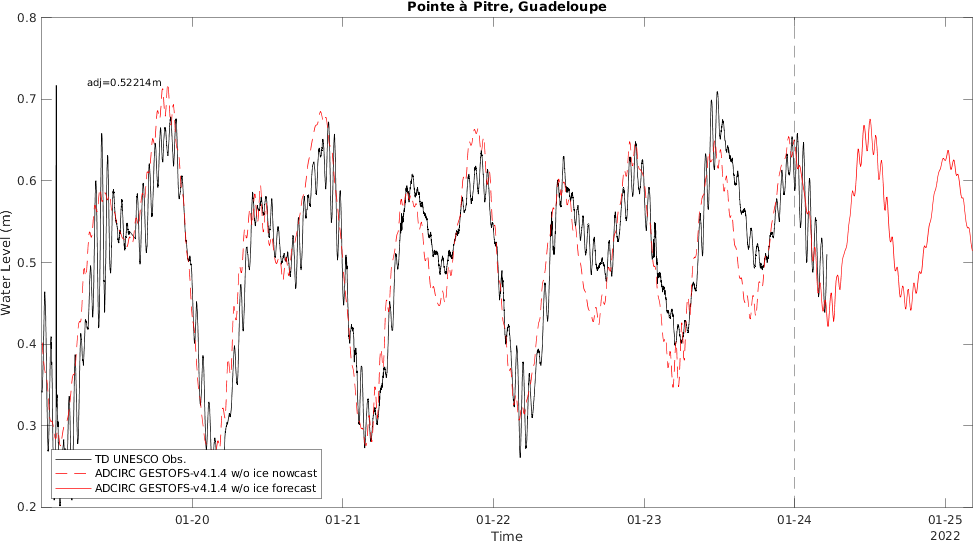 Pointe à Pitre, Guadeloupe
0.8
0.7
0.6
0.5
0.4
0.3
0.2
Water Level (m)
adj=0.52214m
TD UNESCO Obs.
ADCIRC GESTOFS-v4.1.4 w/o ice nowcast
ADCIRC GESTOFS-v4.1.4 w/o ice forecast
01-20
01-21
01-22
01-23
01-24
01-25
Time
2022